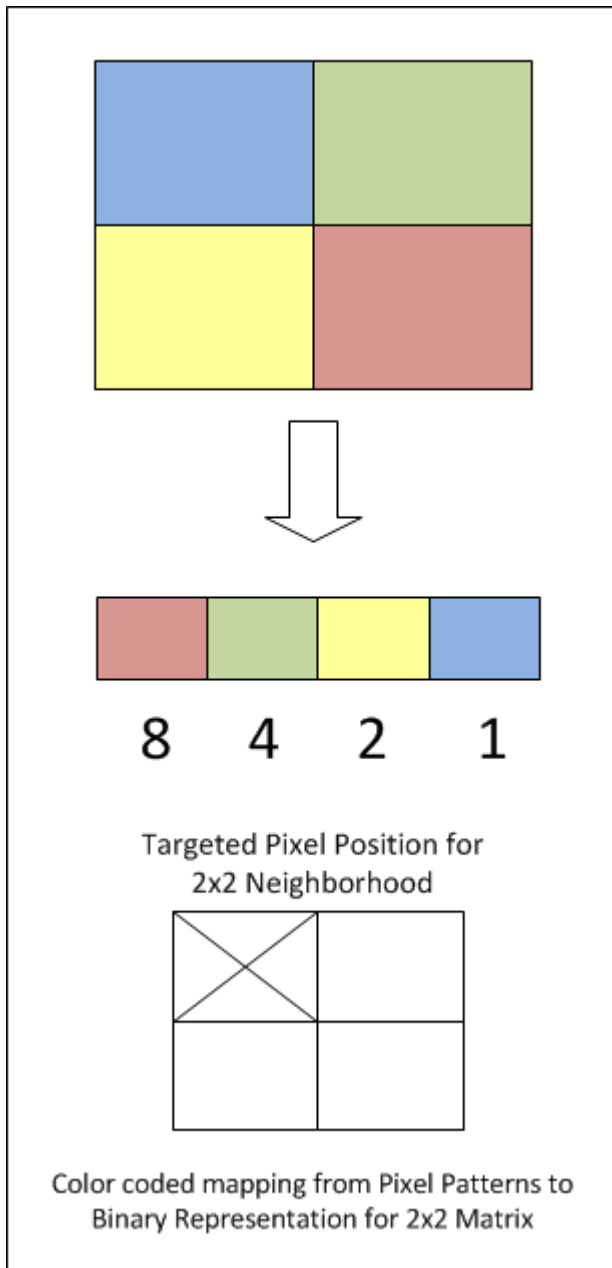 8 4 2 1
Targeted Pixel Position for
2x2 Neighborhood
Color coded mapping from Pixel Patterns to
Binary Representation for 2x2 Matrix